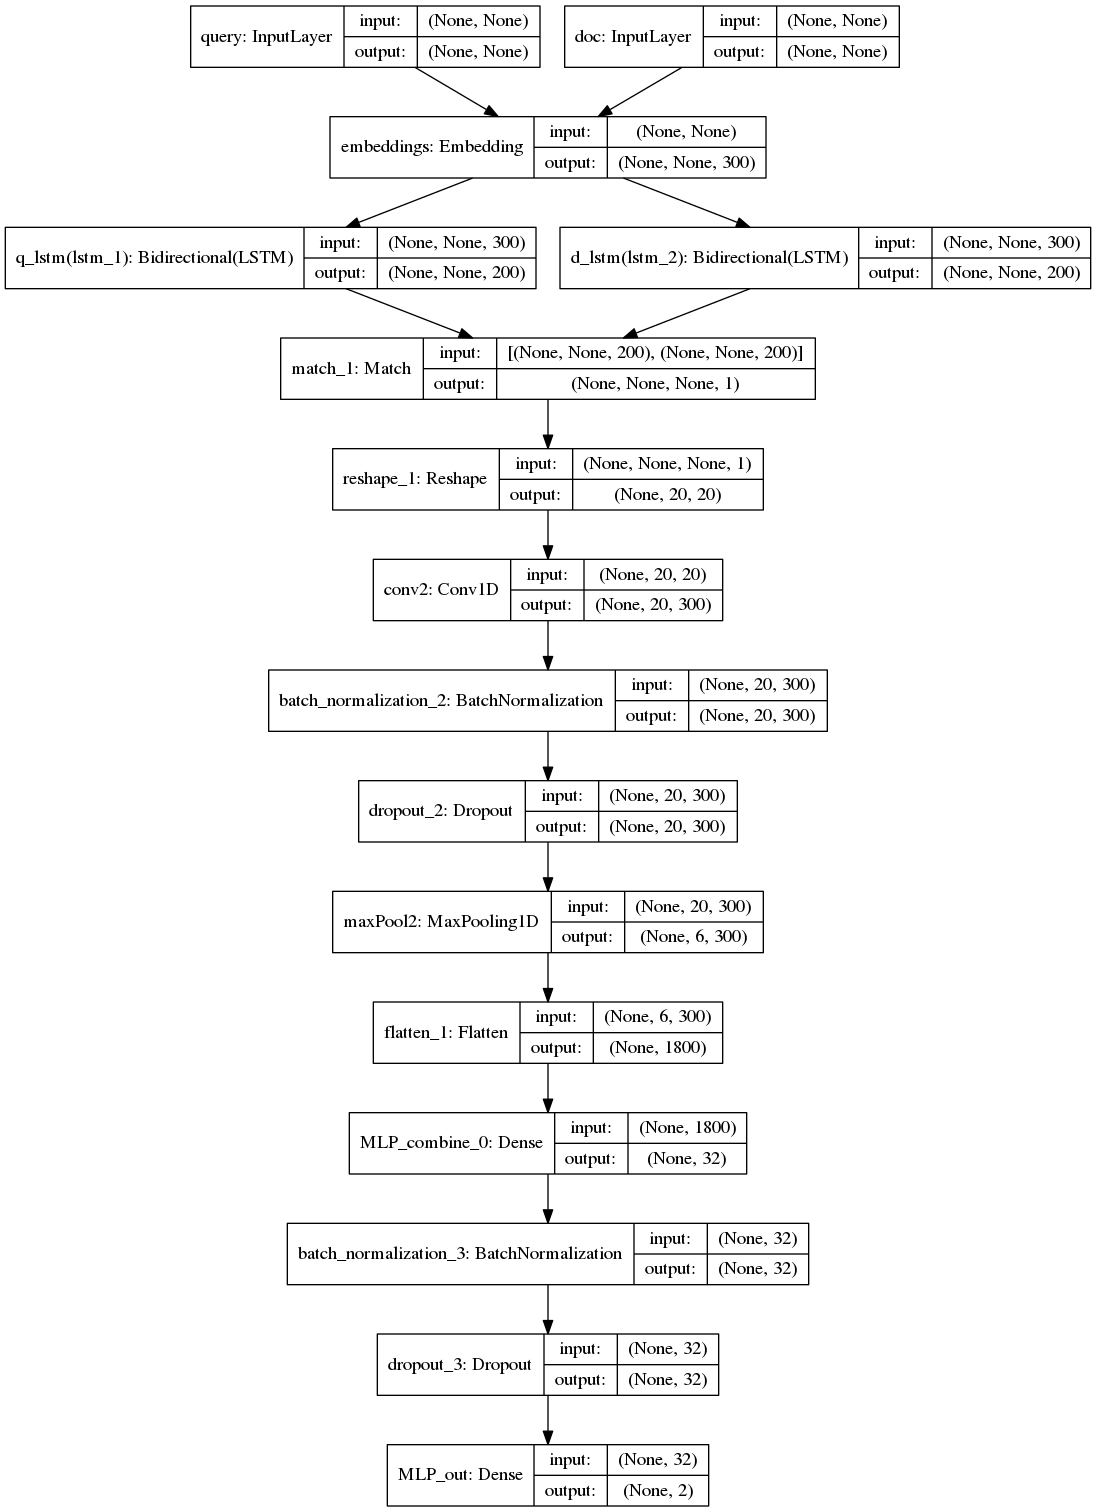 query: InputLayer input: (None, None)
output: (None, None)
doc: InputLayer input: (None, None)
output: (None, None)
embeddings: Embedding input: (None, None)
output: (None, None, 300)
q_lstm(lstm_1): Bidirectional(LSTM) input: (None, None, 300)
output: (None, None, 200)
d_lstm(lstm_2): Bidirectional(LSTM) input: (None, None, 300)
output: (None, None, 200)
match_1: Match input: [(None, None, 200), (None, None, 200)]
output: (None, None, None, 1)
reshape_1: Reshape input: (None, None, None, 1)
output: (None, 20, 20)
conv2: Conv1D input: (None, 20, 20)
output: (None, 20, 300)
batch_normalization_2: BatchNormalization input: (None, 20, 300)
output: (None, 20, 300)
dropout_2: Dropout input: (None, 20, 300)
output: (None, 20, 300)
maxPool2: MaxPooling1D input: (None, 20, 300)
output: (None, 6, 300)
flatten_1: Flatten input: (None, 6, 300)
output: (None, 1800)
MLP_combine_0: Dense input: (None, 1800)
output: (None, 32)
batch_normalization_3: BatchNormalization input: (None, 32)
output: (None, 32)
dropout_3: Dropout input: (None, 32)
output: (None, 32)
MLP_out: Dense input: (None, 32)
output: (None, 2)